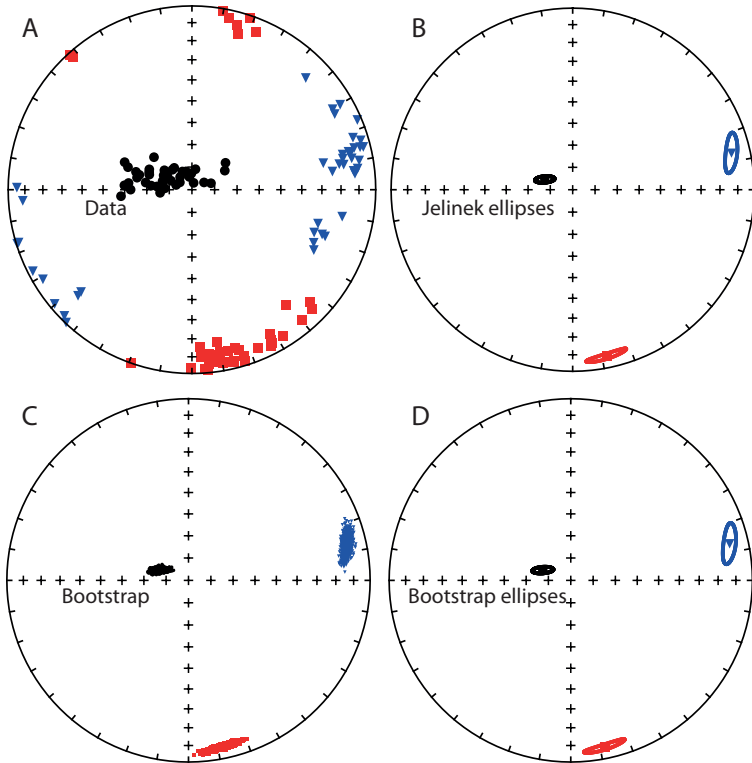 A
Data
B
Jelinek ellipses
C
Bootstrap
D
Bootstrap ellipses